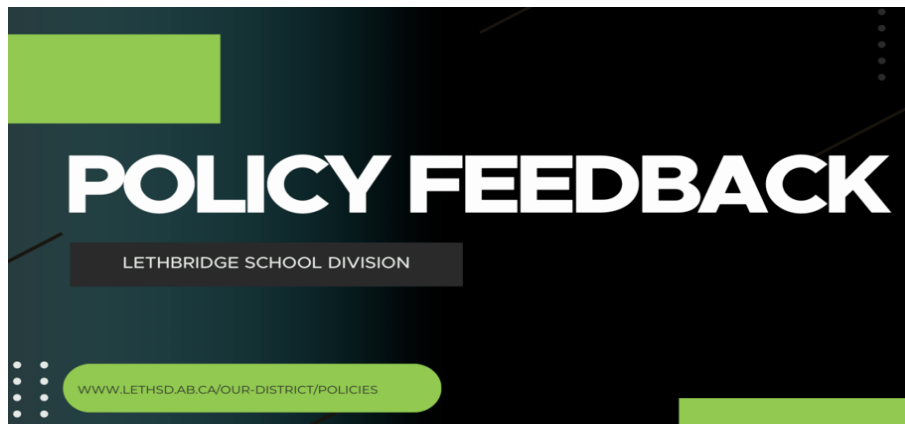 POLICY FEEDBACK
LETHBRIDGE SCHOOL DIVISION
WWW.LETHSD.AB.CA/OUR-DISTRICT/POLICIES